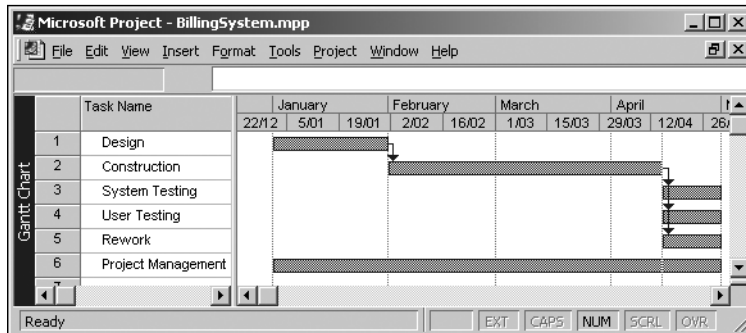 Microsoft Project - BillingSystem.mpp
File Edit View Insert Format Tools Project Window Help
Task Name
January February March April
22/12 5/01 19/01 2/02 16/02 1/03 15/03 29/03 12/04 26/
Gantt Chart
1 Design
2 Construction
3 System Testing
4 User Testing
5 Rework
6 Project Management
Ready EXT CAPS NUM SCRL OVR